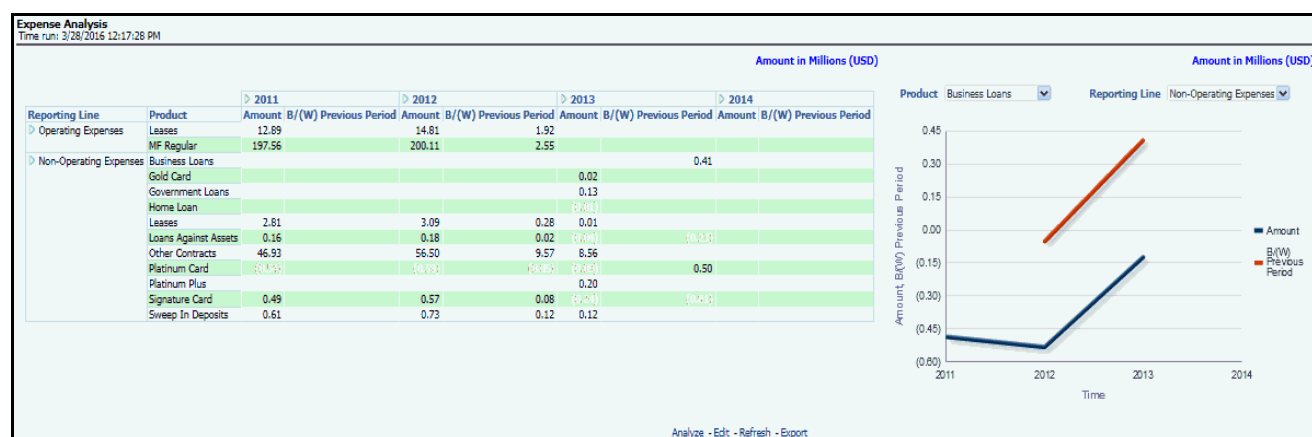 Expense Analysis
Time run: 3/28/2016 12:17:28 PM
Amount in Millions (USD)
2011 2012 2013 2014
Reporting Line Product Amount B/(W) Previous Period Amount B/(W) Previous Period Amount B/(W) Previous Period Amount B/(W) Previous Period
Operating Expenses Leases 12.89 14.81 1.92
MF Regular 197.56 200.11 2.55
Non-Operating Expenses Business Loans 0.41
Gold Card 0.02
Government Loans 0.13
Home Loan
Leases 2.81 3.09 0.28 0.01
Loans Against Assets 0.16 0.18 0.02
Other Contracts 46.93 56.50 9.57 8.56
Platinum Card 0.50
Platinum Plus 0.20
Signature Card 0.49 0.57 0.08
Sweep In Deposits 0.61 0.73 0.12 0.12
Amount in Millions (USD)
Product Business Loans Reporting Line Non-Operating Expenses
Amount, B/(W) Previous Period
0.45
0.30
0.15
0.00
(0.15)
(0.30)
(0.45)
(0.60)
2011 2012 2013 2014
Time
Amount
B/(W)
Previous
Period
Analyze - Edit - Refresh - Export